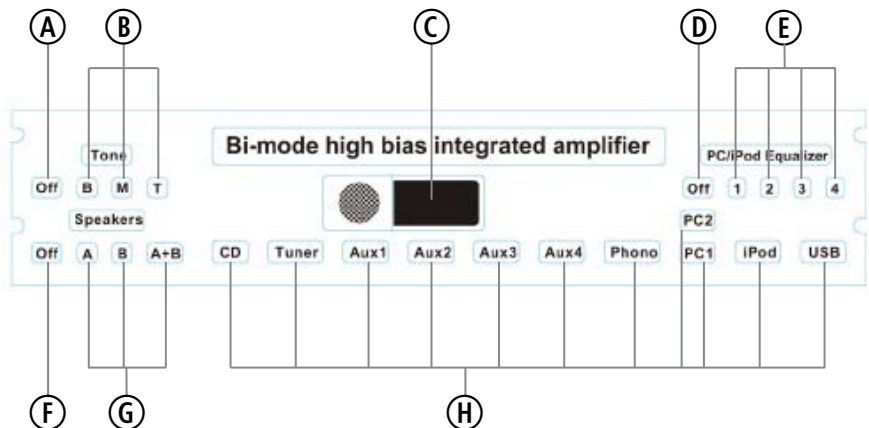 A B C D E
Tone Bi-mode high bias integrated amplifier PC/iPod Equalizer
Off B M T Off 1 2 3 4
Speakers PC2
Off A B A+B CD Tuner Aux1 Aux2 Aux3 Aux4 Phono PC1 iPod USB
F G H